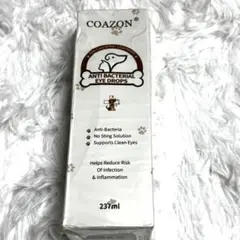 COAZON®
ANTI BACTERIAL
EYE DROPS
Anti-Bacteria
No Sting Solution
Supports Clean Eyes
Helps Reduce Risk
Of Infection
& Inflammation
237ml